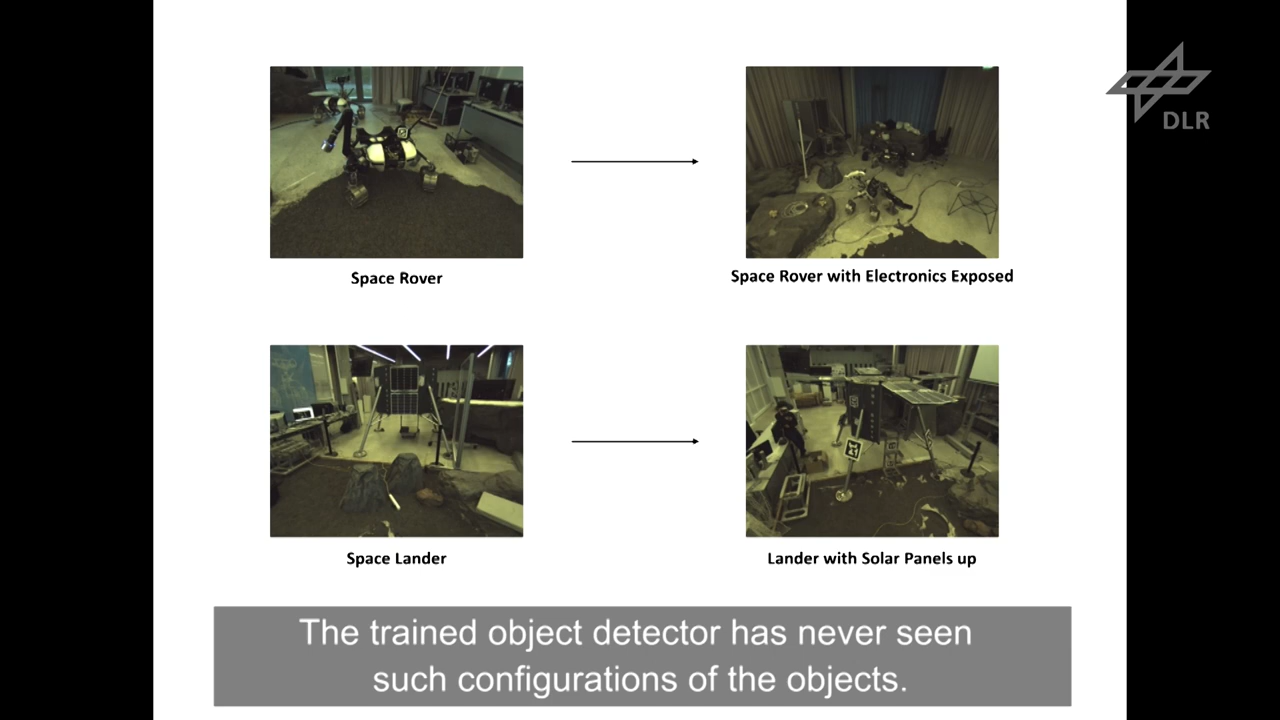 DLR
Space Rover
Space Rover with Electronics Exposed
Space Lander
Lander with Solar Panels up
The trained object detector has never seen
such configurations of the objects.